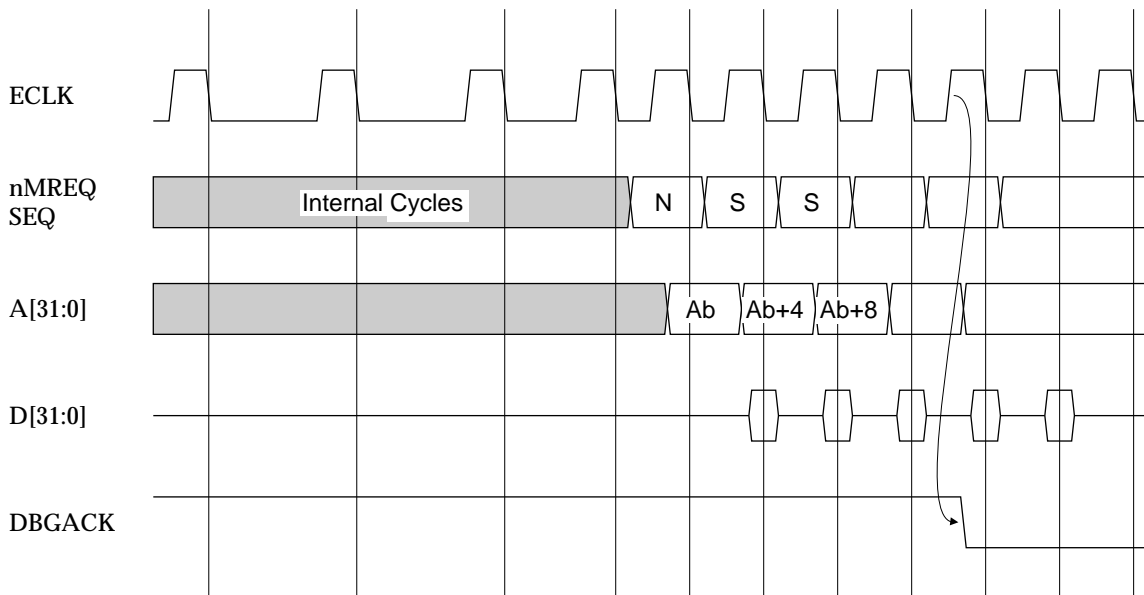 ECLK
nMREQ
SEQ
Internal Cycles
N
S
S
A[31:0]
Ab
Ab+4
Ab+8
D[31:0]
DBGACK